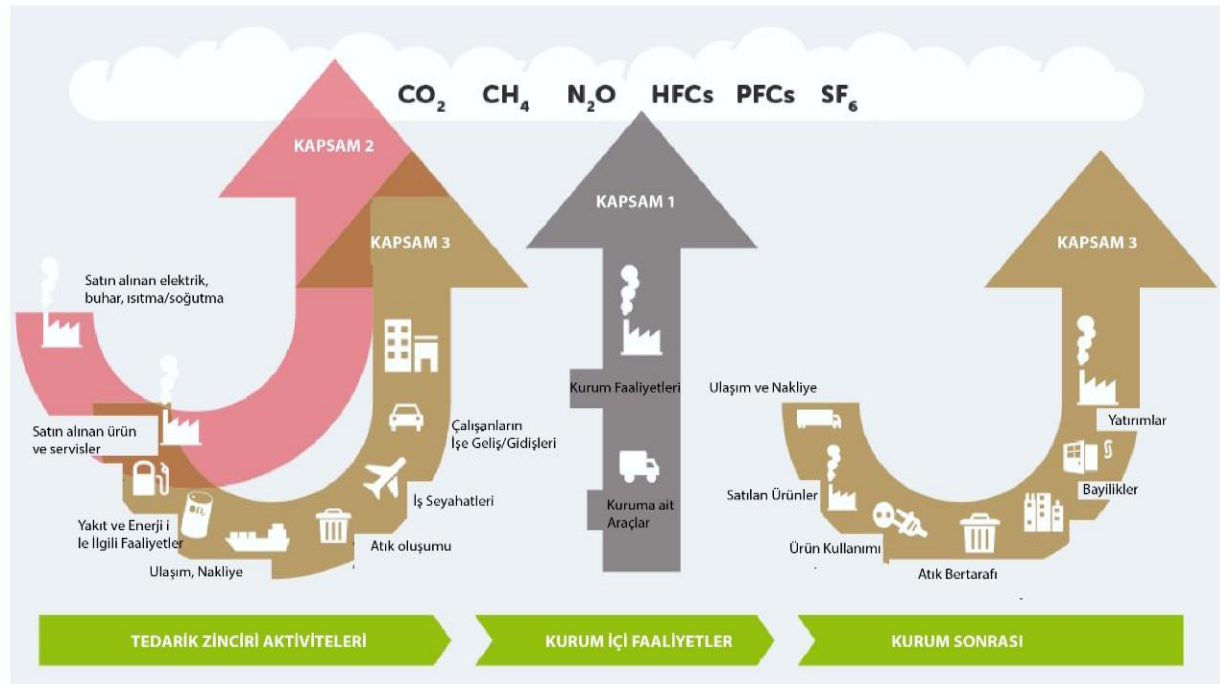 CO₂ CH₄ N₂O HFCs PFCs SF₆
KAPSAM 2
KAPSAM 3
KAPSAM 1
KAPSAM 3
Satın alınan elektrik,
buhar, ısıtma/soğutma
Satın alınan ürün
ve servisler
Yakıt ve Enerji i
le İlgili Faaliyetler
OIL
Ulaşım, Nakliye
Atık oluşumu
İş Seyahatleri
Çalışanların
İşe Geliş/Gidişleri
Kurum Faaliyetleri
Kuruma ait
Araçlar
Ulaşım ve Nakliye
Satılan Ürünler
Ürün Kullanımı
Atık Bertarafı
Bayilikler
Yatırımlar
TEDARİK ZİNCİRİ AKTİVİTELERİ
KURUM İÇİ FAALİYETLER
KURUM SONRASI